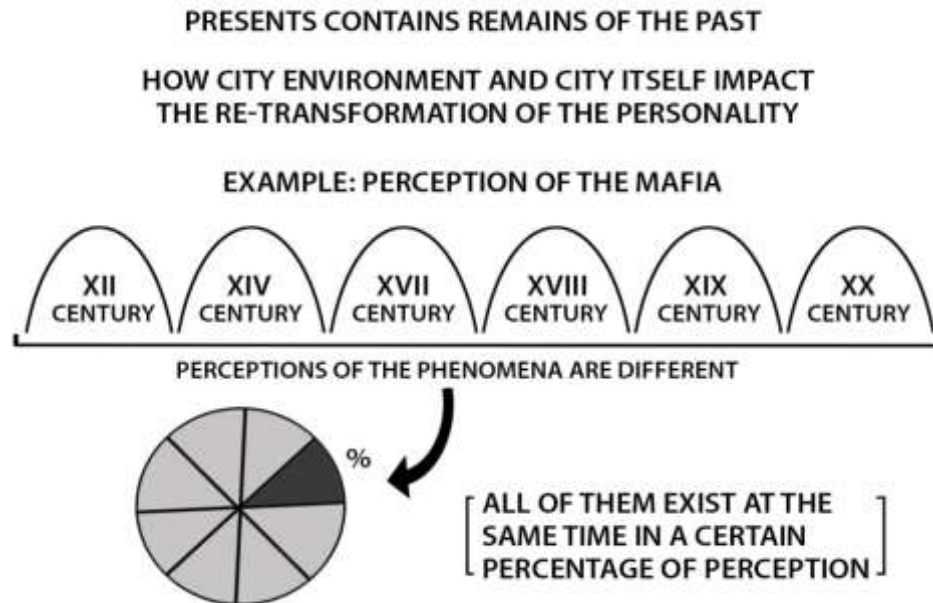 PRESENTS CONTAINS REMAINS OF THE PAST
HOW CITY ENVIRONMENT AND CITY ITSELF IMPACT
THE RE-TRANSFORMATION OF THE PERSONALITY
EXAMPLE: PERCEPTION OF THE MAFIA
XII
CENTURY
XIV
CENTURY
XVII
CENTURY
XVIII
CENTURY
XIX
CENTURY
XX
CENTURY
PERCEPTIONS OF THE PHENOMENA ARE DIFFERENT
%
ALL OF THEM EXIST AT THE
SAME TIME IN A CERTAIN
PERCENTAGE OF PERCEPTION